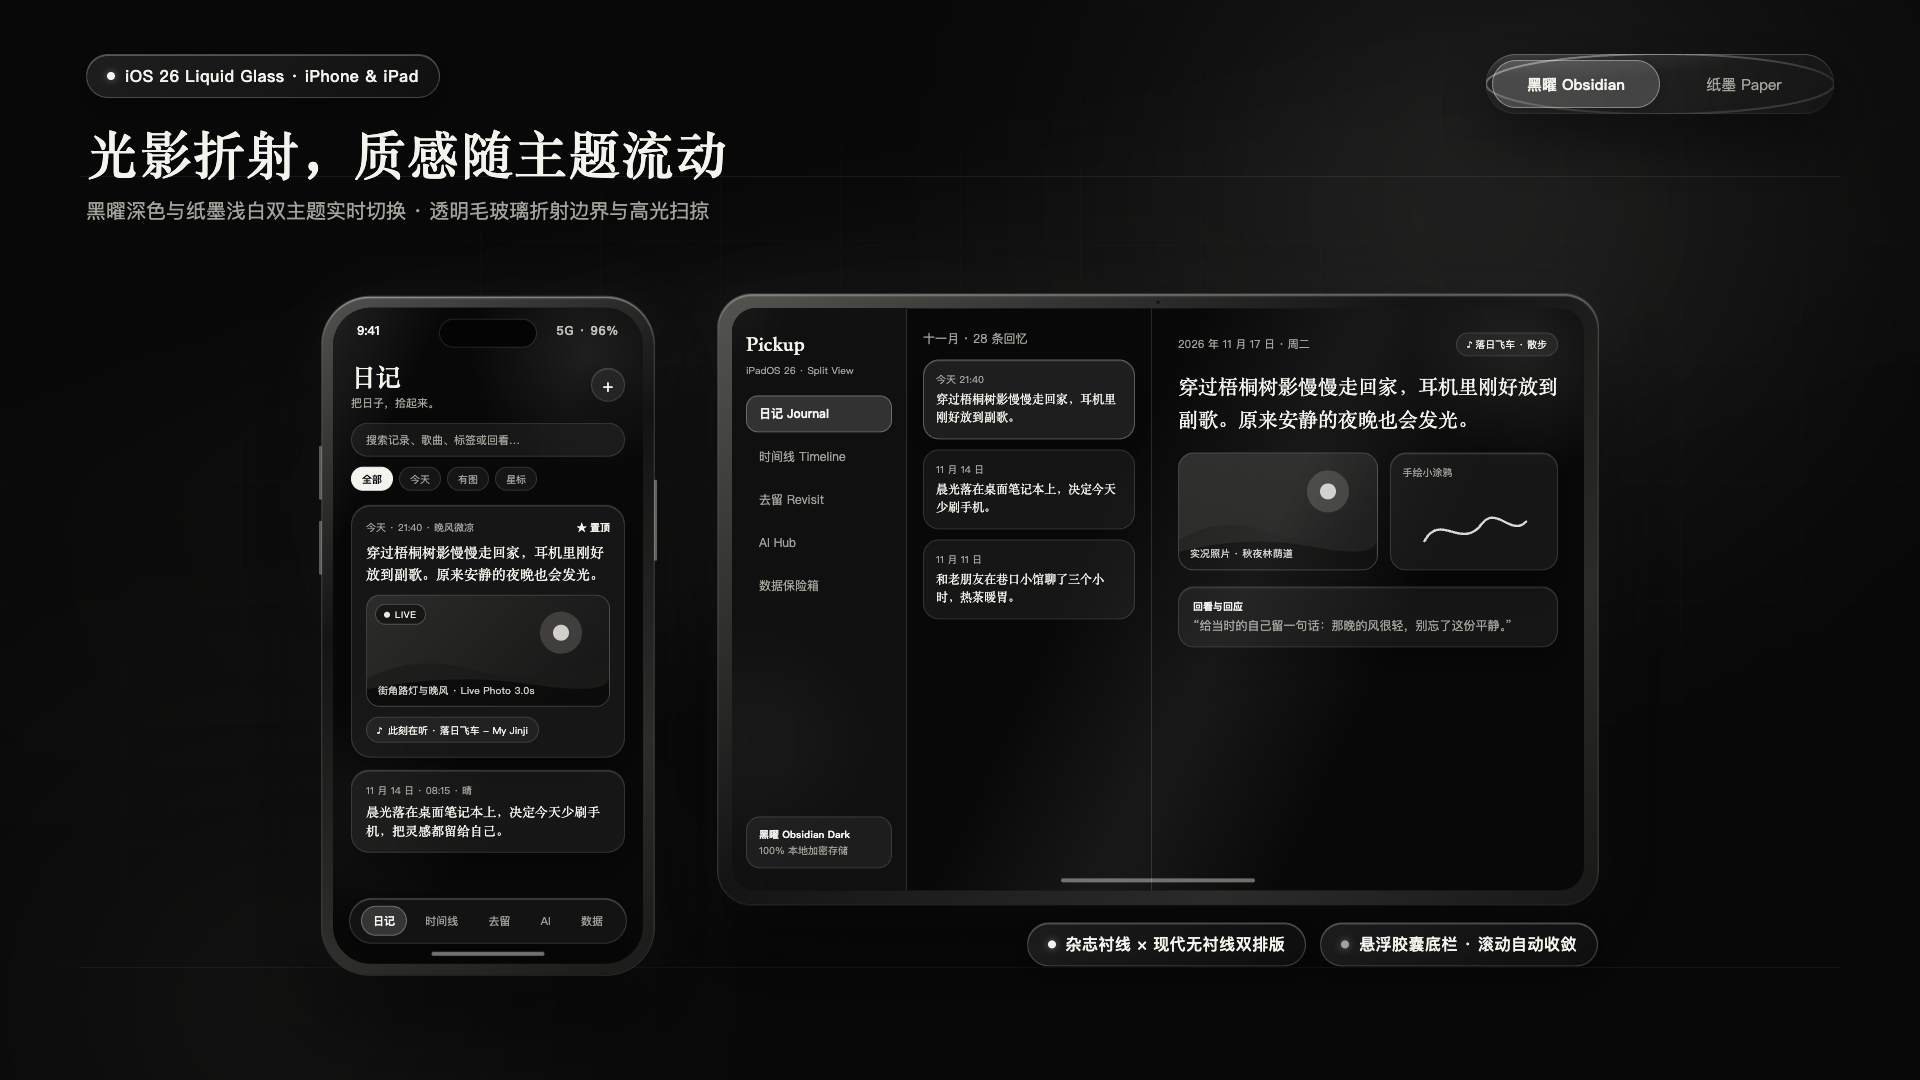 iOS 26 Liquid Glass · iPhone & iPad
黑曜 Obsidian
纸墨 Paper
光影折射，质感随主题流动
黑曜深色与纸墨浅白双主题实时切换 · 透明毛玻璃折射边界与高光扫掠
9:41
5G · 96%
日记
把日子，拾起来。
+
搜索记录、歌曲、标签或回看...
全部
今天
有图
星标
今天 · 21:40 · 晚风微凉
★ 置顶
穿过梧桐树影慢慢走回家，耳机里刚好
放到副歌。原来安静的夜晚也会发光。
LIVE
街角路灯与晚风 · Live Photo 3.0s
♪ 此刻在听 · 落日飞车 – My Jinji
11 月 14 日 · 08:15 · 晴
晨光落在桌面笔记本上，决定今天少刷手
机，把灵感都留给自己。
日记
时间线
去留
AI
数据
Pickup
iPadOS 26 · Split View
日记 Journal
时间线 Timeline
去留 Revisit
AI Hub
数据保险箱
黑曜 Obsidian Dark
100% 本地加密存储
十一月 · 28 条回忆
今天 21:40
穿过梧桐树影慢慢走回家，耳机里
刚好放到副歌。
11 月 14 日
晨光落在桌面笔记本上，决定今天
少刷手机。
11 月 11 日
和老朋友在巷口小馆聊了三个小
时，热茶暖胃。
2026 年 11 月 17 日 · 周二
♪ 落日飞车 · 散步
穿过梧桐树影慢慢走回家，耳机里刚好放到
副歌。原来安静的夜晚也会发光。
实况照片 · 秋夜林荫道
手绘小涂鸦
回看与回应
“给当时的自己留一句话：那晚的风很轻，别忘了这份平静。”
杂志衬线 × 现代无衬线双排版
悬浮胶囊底栏 · 滚动自动收敛